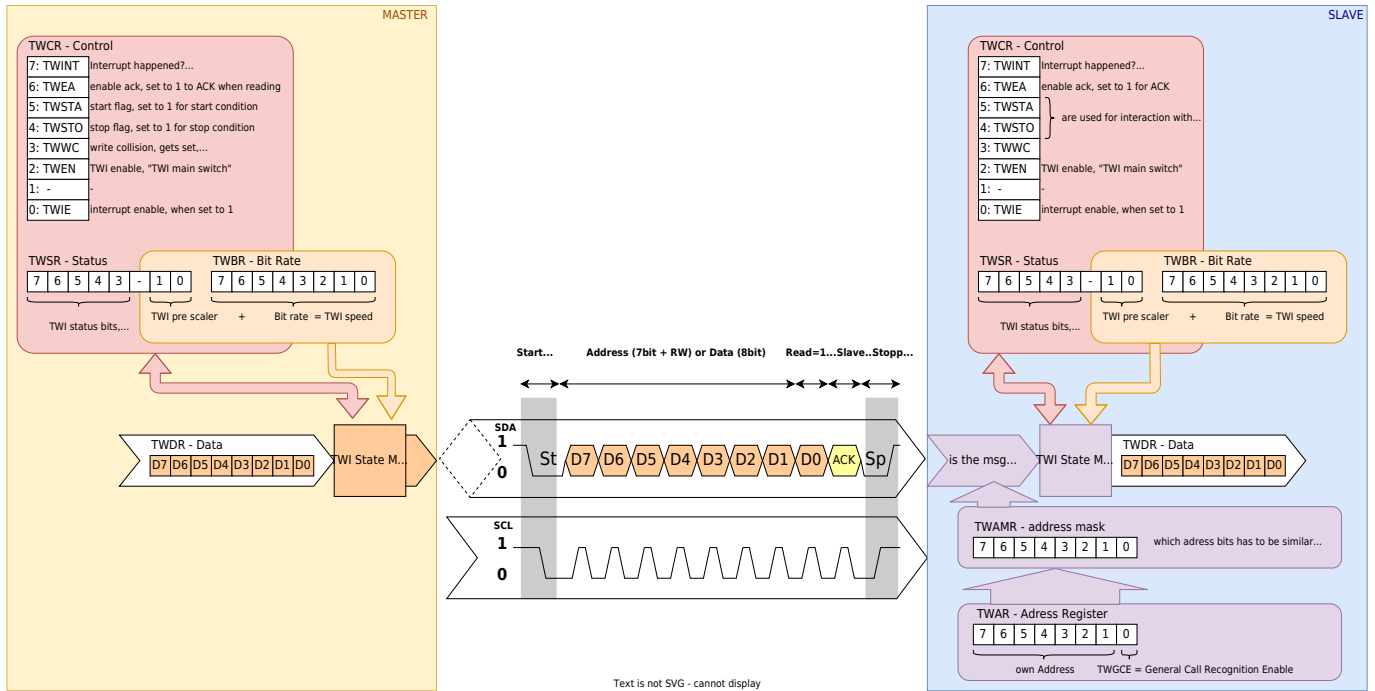 MASTER
TWCR - Control
7: TWINT Interrupt happened?...
6: TWEA enable ack, set to 1 to ACK when reading
5: TWSTA start flag, set to 1 for start condition
4: TWSTO stop flag, set to 1 for stop condition
3: TWWC write collision, gets set,...
2: TWEN TWI enable, "TWI main switch"
1: - -
0: TWIE interrupt enable, when set to 1
TWSR - Status
7 6 5 4 3 - 1 0
TWI status bits,...
TWBR - Bit Rate
7 6 5 4 3 2 1 0
TWI pre scaler + Bit rate = TWI speed
TWDR - Data
D7 D6 D5 D4 D3 D2 D1 D0
TWI State M...
Start... Address (7bit + RW) or Data (8bit) Read=1...Slave..Stopp...
SDA
1
0
St D7 D6 D5 D4 D3 D2 D1 D0 ACK Sp
SCL
1
0
SLAVE
TWCR - Control
7: TWINT Interrupt happened?...
6: TWEA enable ack, set to 1 for ACK
5: TWSTA
are used for interaction with...
4: TWSTO
3: TWWC
2: TWEN TWI enable, "TWI main switch"
1: - -
0: TWIE interrupt enable, when set to 1
TWSR - Status
7 6 5 4 3 - 1 0
TWI status bits,...
TWBR - Bit Rate
7 6 5 4 3 2 1 0
TWI pre scaler + Bit rate = TWI speed
is the msg...
TWI State M...
TWDR - Data
D7 D6 D5 D4 D3 D2 D1 D0
TWAMR - address mask
7 6 5 4 3 2 1 0
which adress bits has to be similar...
TWAR - Adress Register
7 6 5 4 3 2 1 0
own Address TWGCE = General Call Recognition Enable
Text is not SVG - cannot display